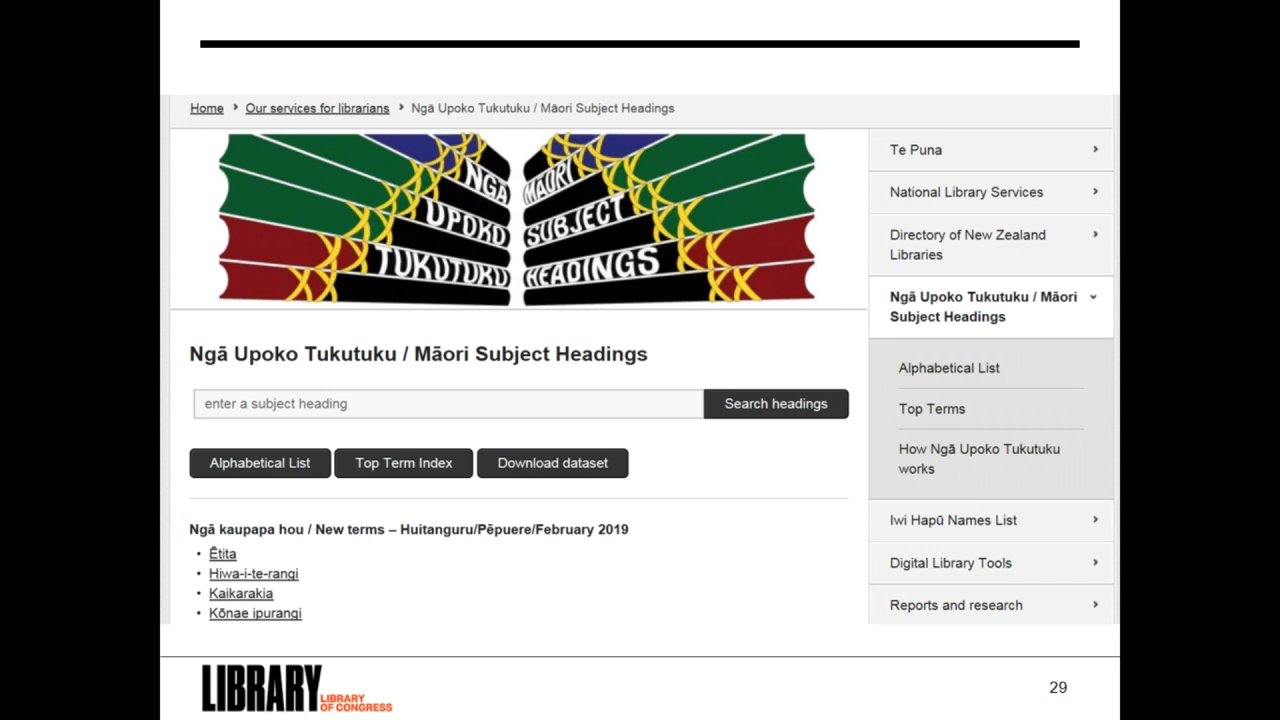 Home › Our services for librarians › Ngā Upoko Tukutuku / Māori Subject Headings
NGĀ
UPOKO
TUKUTUKU
MĀORI
SUBJECT
HEADINGS
Ngā Upoko Tukutuku / Māori Subject Headings
enter a subject heading
Search headings
Alphabetical List
Top Term Index
Download dataset
Ngā kaupapa hou / New terms – Huitanguru/Pēpuere/February 2019
• Ētita
• Hiwa-i-te-rangi
• Kaikarakia
• Kōnae ipurangi
Te Puna
National Library Services
Directory of New Zealand
Libraries
Ngā Upoko Tukutuku / Māori
Subject Headings
Alphabetical List
Top Terms
How Ngā Upoko Tukutuku
works
Iwi Hapū Names List
Digital Library Tools
Reports and research
LIBRARY
LIBRARY
OF CONGRESS
29